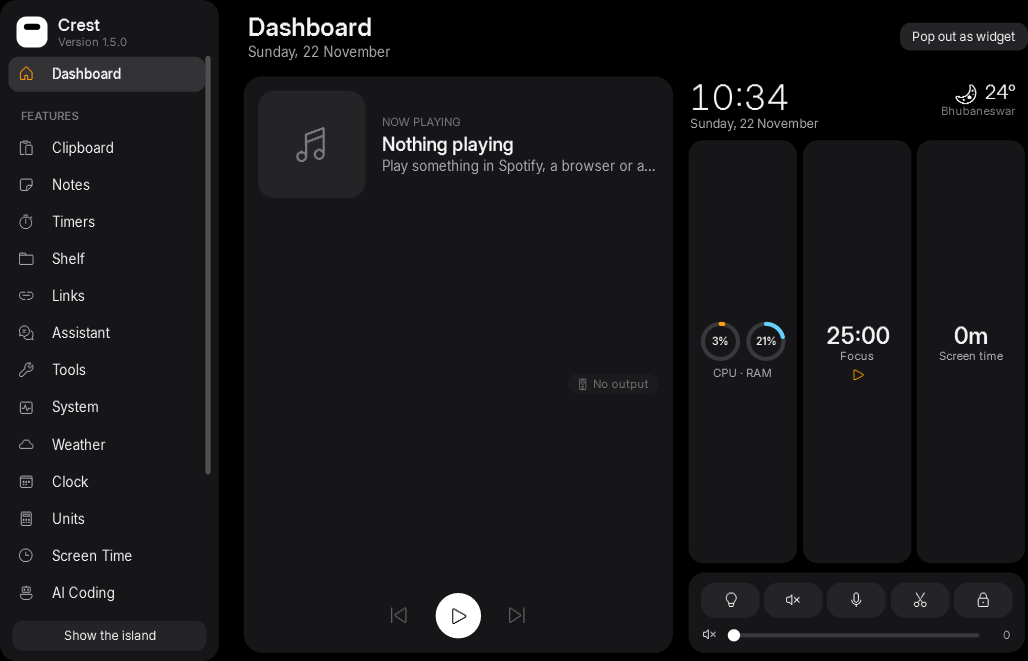 Crest
Version 1.5.0
Dashboard
FEATURES
Clipboard
Notes
Timers
Shelf
Links
Assistant
Tools
System
Weather
Clock
Units
Screen Time
AI Coding
Show the island
Dashboard
Sunday, 22 November
Pop out as widget
NOW PLAYING
Nothing playing
Play something in Spotify, a browser or a...
No output
10:34
Sunday, 22 November
24°
Bhubaneswar
3%
21%
CPU · RAM
25:00
Focus
0m
Screen time
0